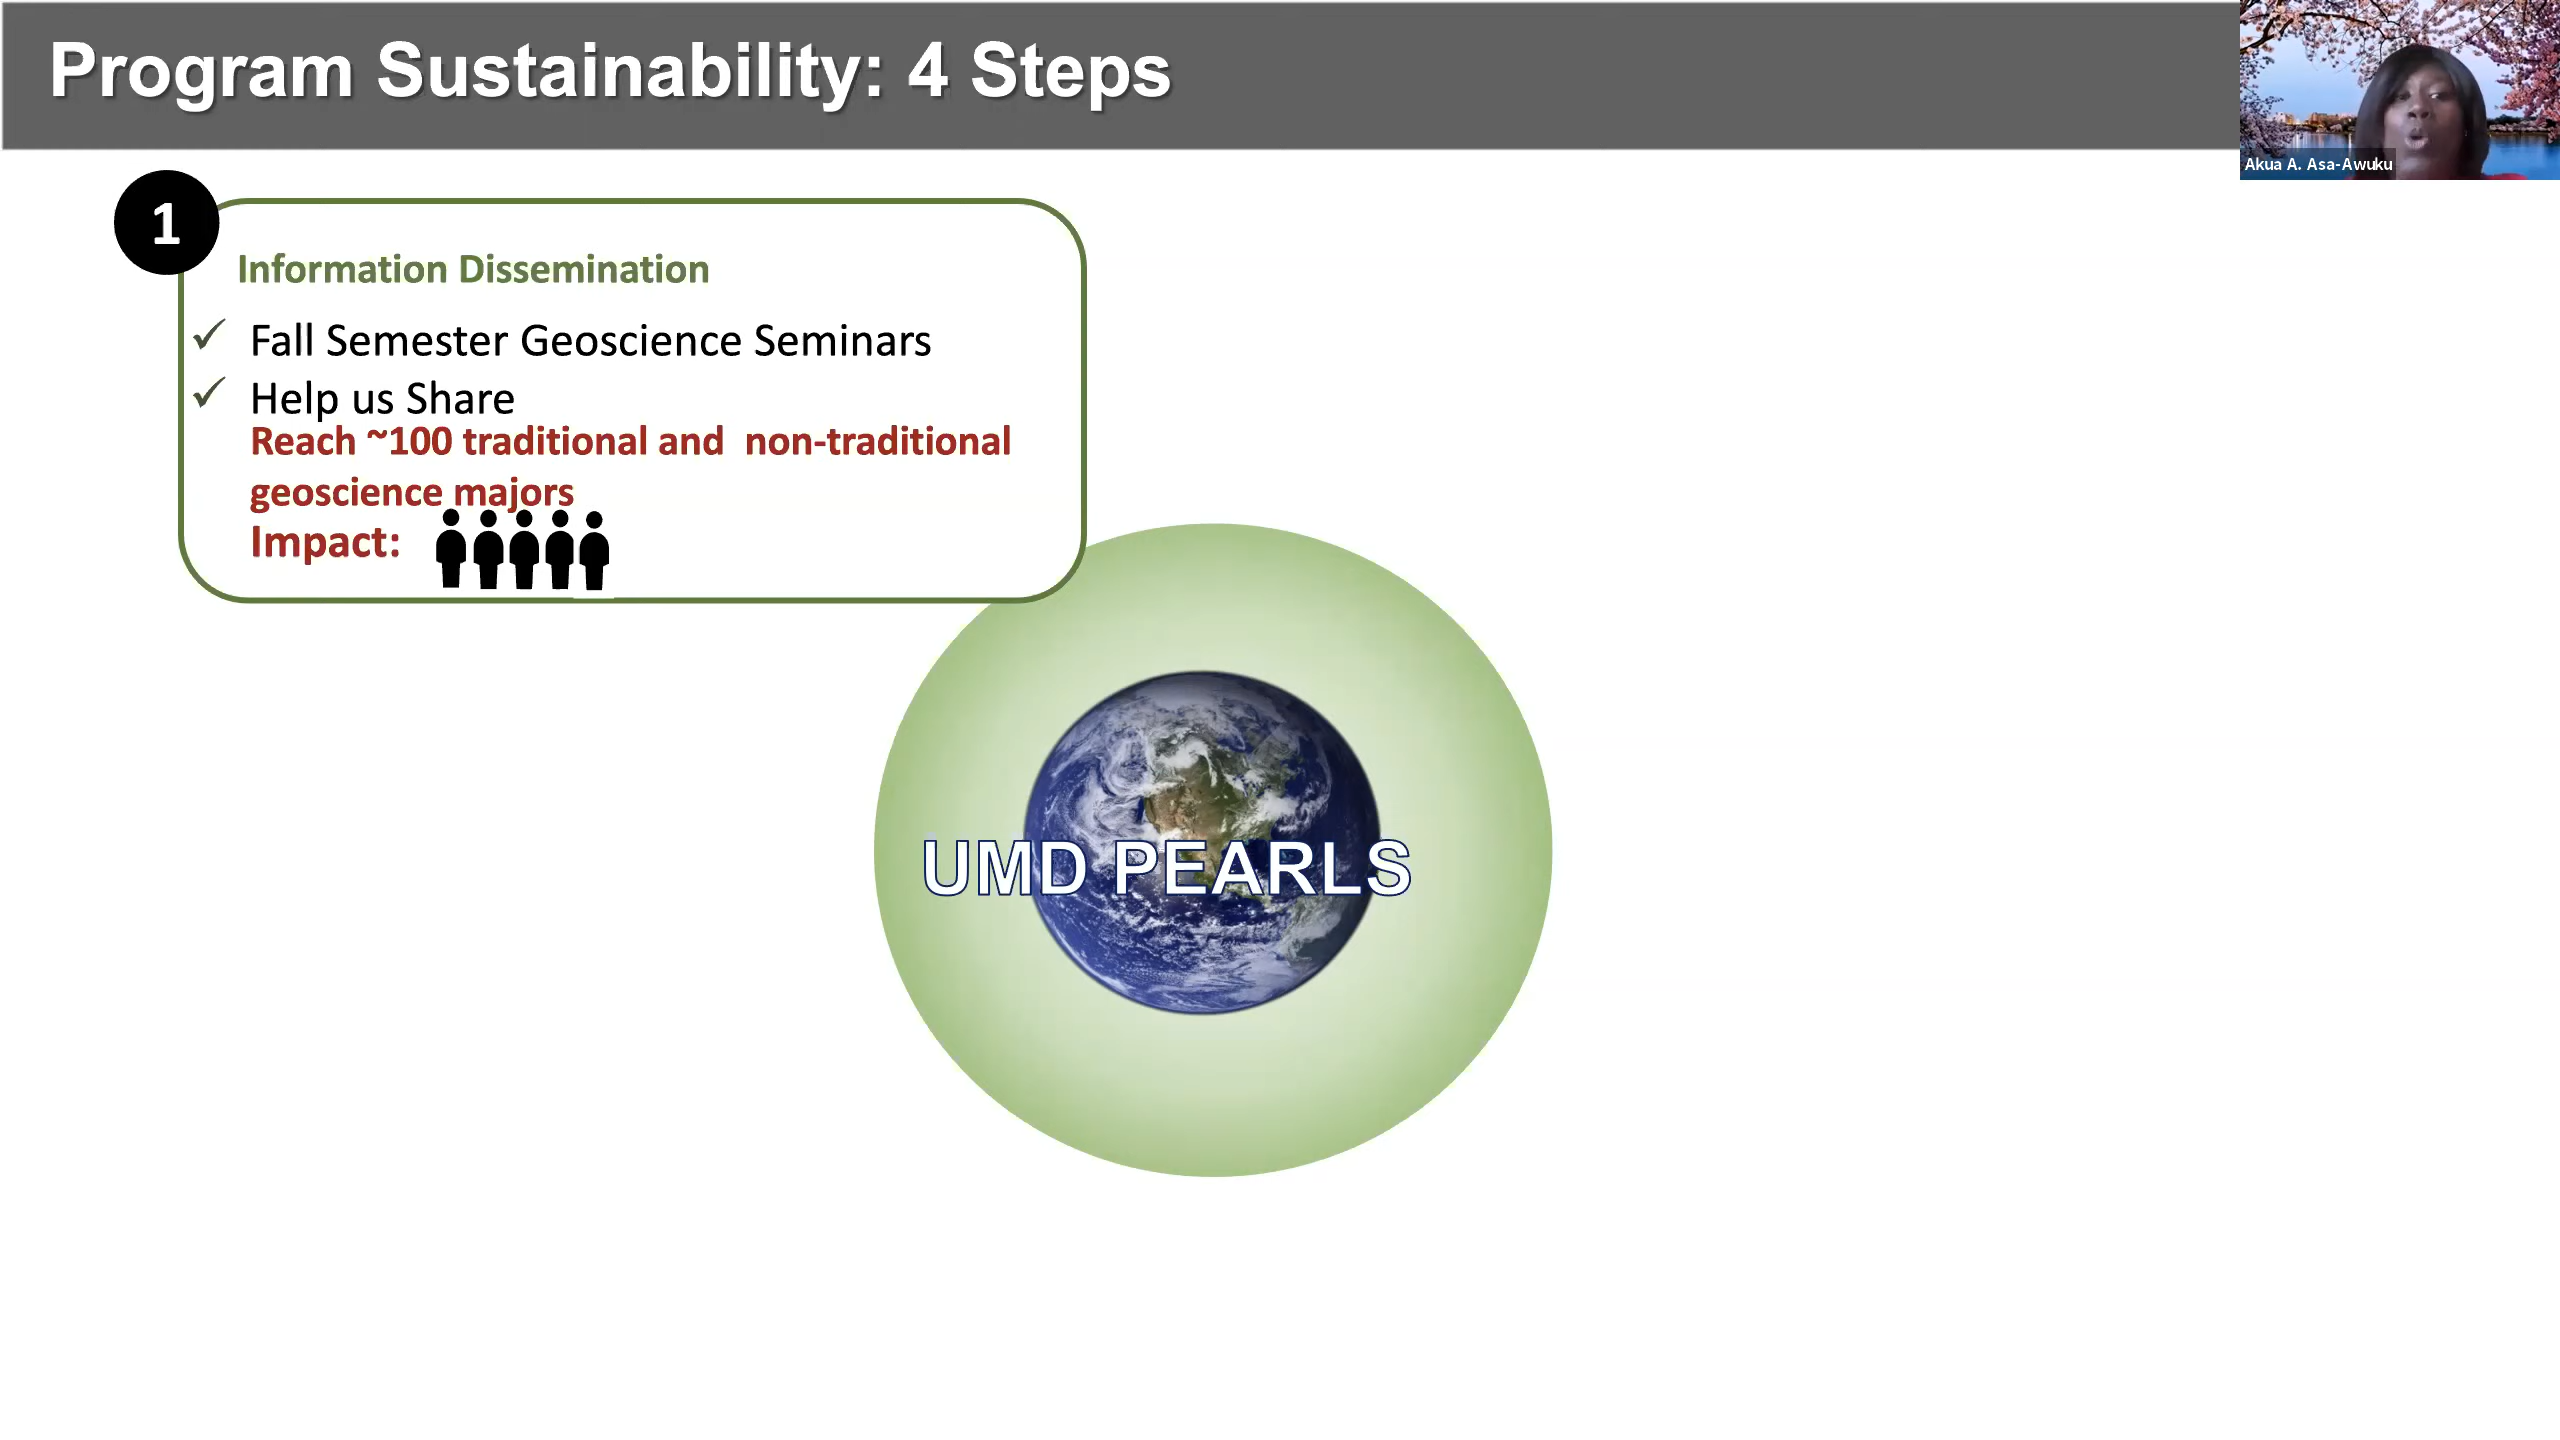 Program Sustainability: 4 Steps
Akua A. Asa-Awuku
1
Information Dissemination
✓ Fall Semester Geoscience Seminars
✓ Help us Share
Reach ~100 traditional and non-traditional
geoscience majors
Impact:
UMD PEARLS